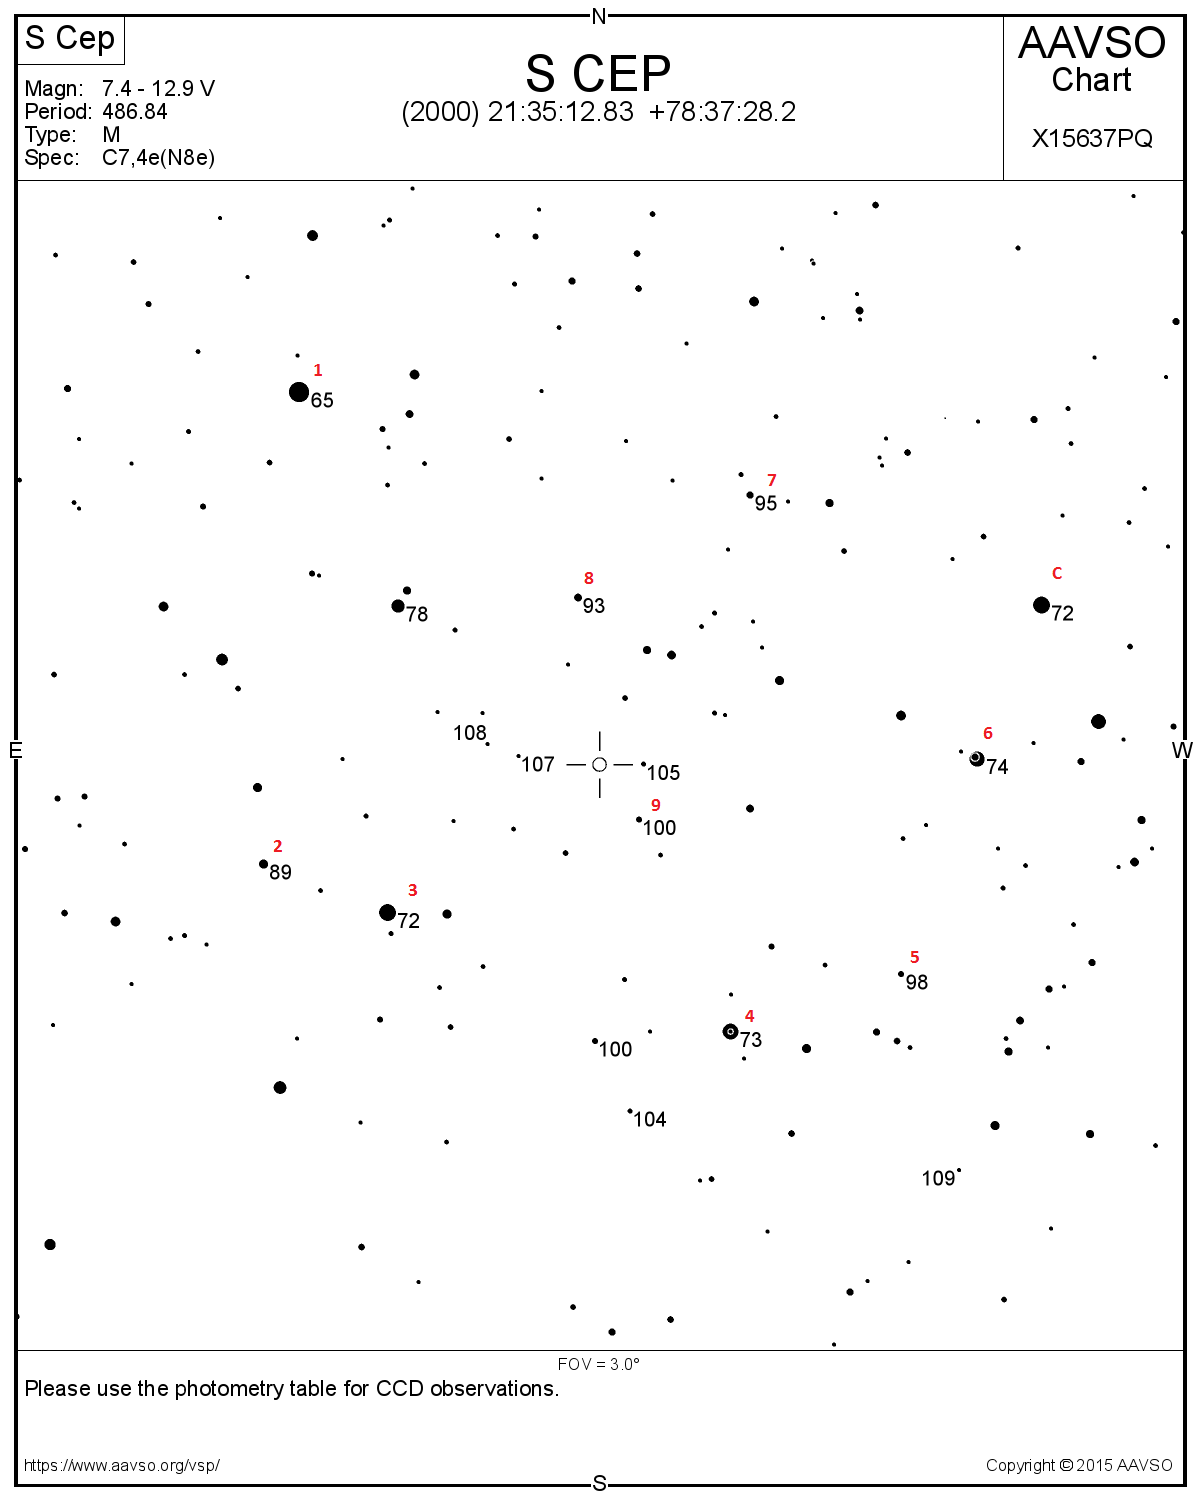 N
S Cep
Magn: 7.4 - 12.9 V
Period: 486.84
Type: M
Spec: C7,4e(N8e)
S CEP
(2000) 21:35:12.83 +78:37:28.2
AAVSO
Chart
X15637PQ
1
65
7
95
8
93
C
72
78
108
107
105
E
W
6
74
9
100
2
89
3
72
5
98
4
73
100
104
109
FOV = 3.0°
Please use the photometry table for CCD observations.
https://www.aavso.org/vsp/
Copyright © 2015 AAVSO
S